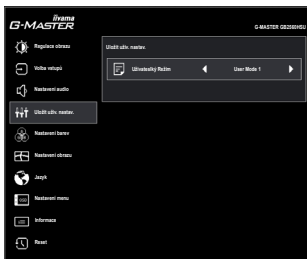 iiyama
G-MASTER
G-MASTER GB2560HSU
Regulace obrazu
Volba vstupů
Nastavení audio
Uložit uživ. nastav.
Nastavení barev
Nastavení obrazu
Jazyk
Nastavení menu
Informace
Reset
Uložit uživ. nastav.
Uživatelský Režim
User Mode 1